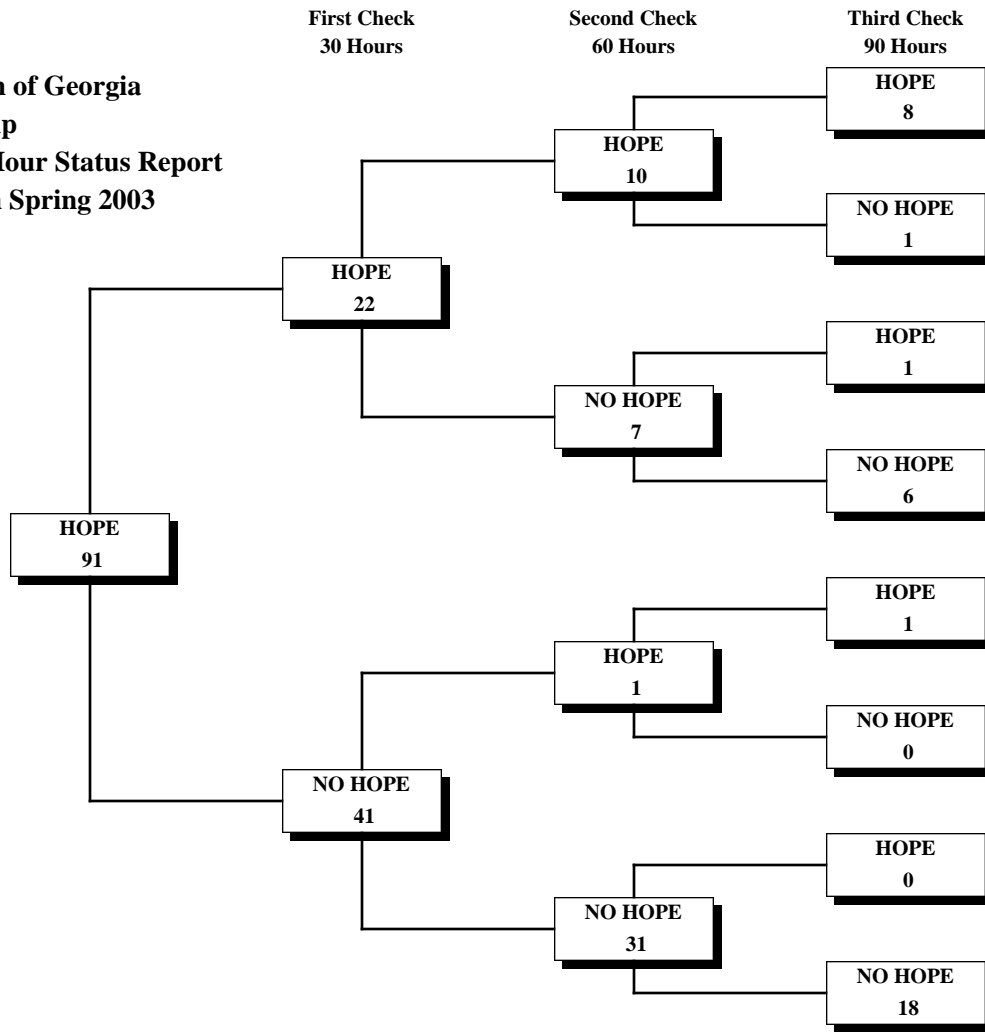 First Check
30 Hours
Second Check
60 Hours
Third Check
90 Hours
of Georgia
Hour Status Report
Spring 2003
HOPE
8
HOPE
10
NO HOPE
1
HOPE
22
HOPE
1
NO HOPE
7
NO HOPE
6
HOPE
91
HOPE
1
HOPE
1
NO HOPE
0
NO HOPE
41
HOPE
0
NO HOPE
31
NO HOPE
18